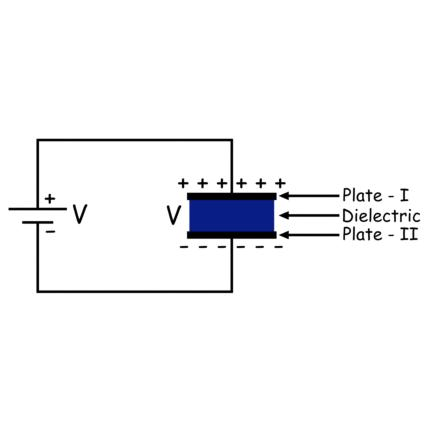 + + + + + +
Plate - I
+
V
V
Dielectric
Plate - II
-
- - - - - -